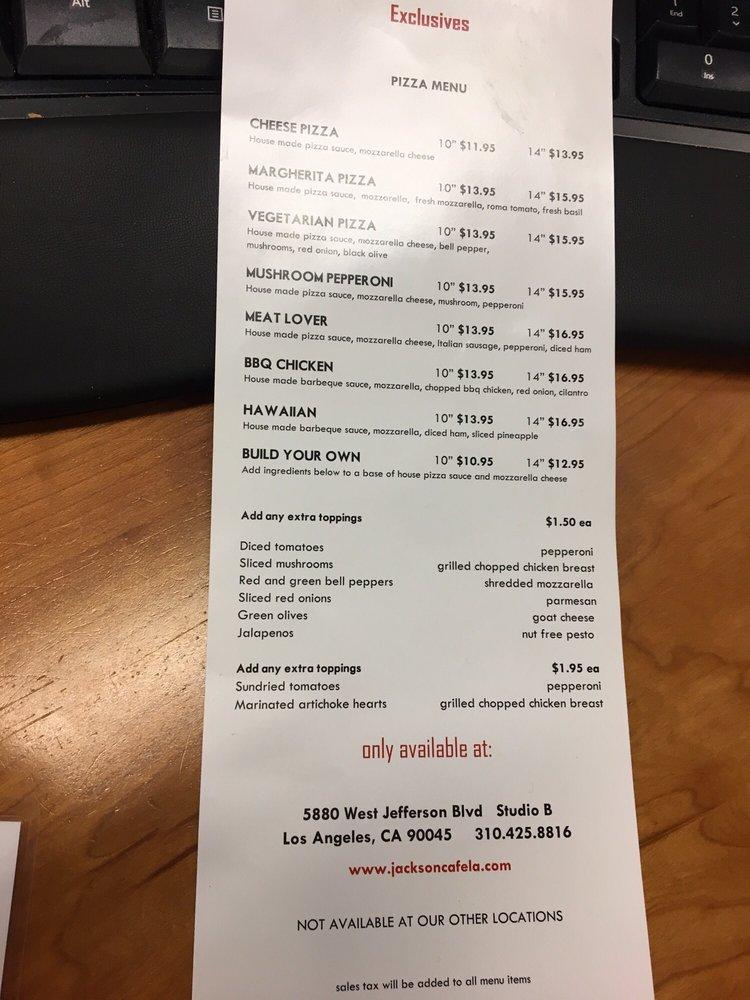 Alt
End
2
0
Ins
Exclusives
PIZZA MENU
CHEESE PIZZA 10" $11.95 14" $13.95
House made pizza sauce, mozzarella cheese
MARGHERITA PIZZA 10" $13.95 14" $15.95
House made pizza sauce, mozzarella, fresh mozzarella, roma tomato, fresh basil
VEGETARIAN PIZZA 10" $13.95 14" $15.95
House made pizza sauce, mozzarella cheese, bell pepper,
mushrooms, red onion, black olive
MUSHROOM PEPPERONI 10" $13.95 14" $15.95
House made pizza sauce, mozzarella cheese, mushroom, pepperoni
MEAT LOVER 10" $13.95 14" $16.95
House made pizza sauce, mozzarella cheese, Italian sausage, pepperoni, diced ham
BBQ CHICKEN 10" $13.95 14" $16.95
House made barbeque sauce, mozzarella, chopped bbq chicken, red onion, cilantro
HAWAIIAN 10" $13.95 14" $16.95
House made barbeque sauce, mozzarella, diced ham, sliced pineapple
BUILD YOUR OWN 10" $10.95 14" $12.95
Add ingredients below to a base of house pizza sauce and mozzarella cheese
Add any extra toppings $1.50 ea
Diced tomatoes pepperoni
Sliced mushrooms grilled chopped chicken breast
Red and green bell peppers shredded mozzarella
Sliced red onions parmesan
Green olives goat cheese
Jalapenos nut free pesto
Add any extra toppings $1.95 ea
Sundried tomatoes pepperoni
Marinated artichoke hearts grilled chopped chicken breast
only available at:
5880 West Jefferson Blvd Studio B
Los Angeles, CA 90045 310.425.8816
www.jacksoncafela.com
NOT AVAILABLE AT OUR OTHER LOCATIONS
sales tax will be added to all menu items